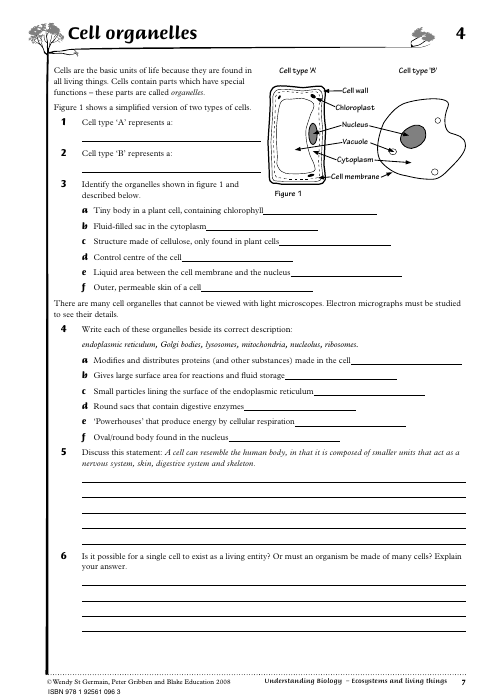 Cell organelles
4
Cells are the basic units of life because they are found in
all living things. Cells contain parts which have special
functions – these parts are called organelles.
Figure 1 shows a simplified version of two types of cells.
1 Cell type ‘A’ represents a:
2 Cell type ‘B’ represents a:
3 Identify the organelles shown in figure 1 and
described below.
Cell type ‘A’
Cell type ‘B’
Cell wall
Chloroplast
Nucleus
Vacuole
Cytoplasm
Cell membrane
Figure 1
a Tiny body in a plant cell, containing chlorophyll
b Fluid-filled sac in the cytoplasm
c Structure made of cellulose, only found in plant cells
d Control centre of the cell
e Liquid area between the cell membrane and the nucleus
f Outer, permeable skin of a cell
There are many cell organelles that cannot be viewed with light microscopes. Electron micrographs must be studied
to see their details.
4 Write each of these organelles beside its correct description:
endoplasmic reticulum, Golgi bodies, lysosomes, mitochondria, nucleolus, ribosomes.
a Modifies and distributes proteins (and other substances) made in the cell
b Gives large surface area for reactions and fluid storage
c Small particles lining the surface of the endoplasmic reticulum
d Round sacs that contain digestive enzymes
e ‘Powerhouses’ that produce energy by cellular respiration
f Oval/round body found in the nucleus
5 Discuss this statement: A cell can resemble the human body, in that it is composed of smaller units that act as a
nervous system, skin, digestive system and skeleton.
6 Is it possible for a single cell to exist as a living entity? Or must an organism be made of many cells? Explain
your answer.
© Wendy St Germain, Peter Gribben and Blake Education 2008
Understanding Biology – Ecosystems and living things 7
ISBN 978 1 92561 096 3